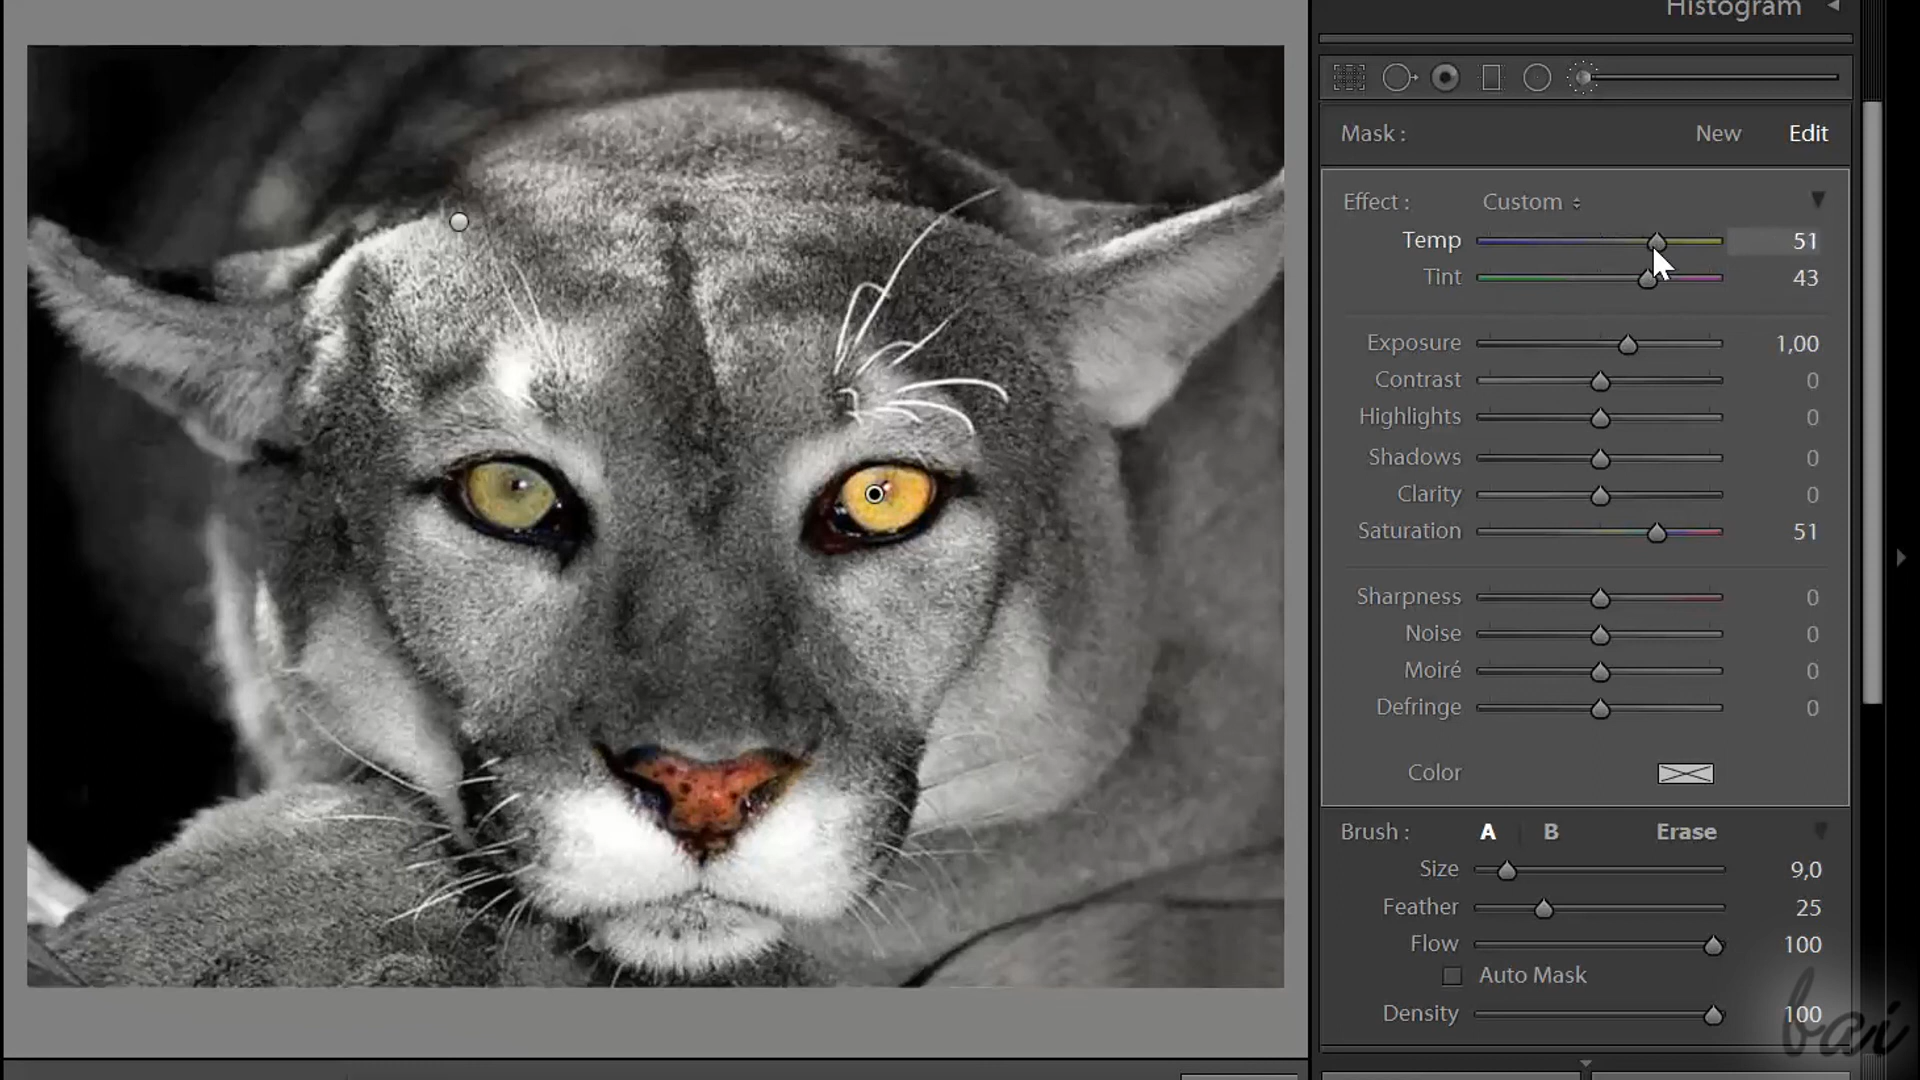 Histogram
Mask : New Edit
Effect : Custom
Temp 51
Tint 43
Exposure 1,00
Contrast 0
Highlights 0
Shadows 0
Clarity 0
Saturation 51
Sharpness 0
Noise 0
Moiré 0
Defringe 0
Color
Brush : A B Erase
Size 9,0
Feather 25
Flow 100
Auto Mask
Density 100
bai